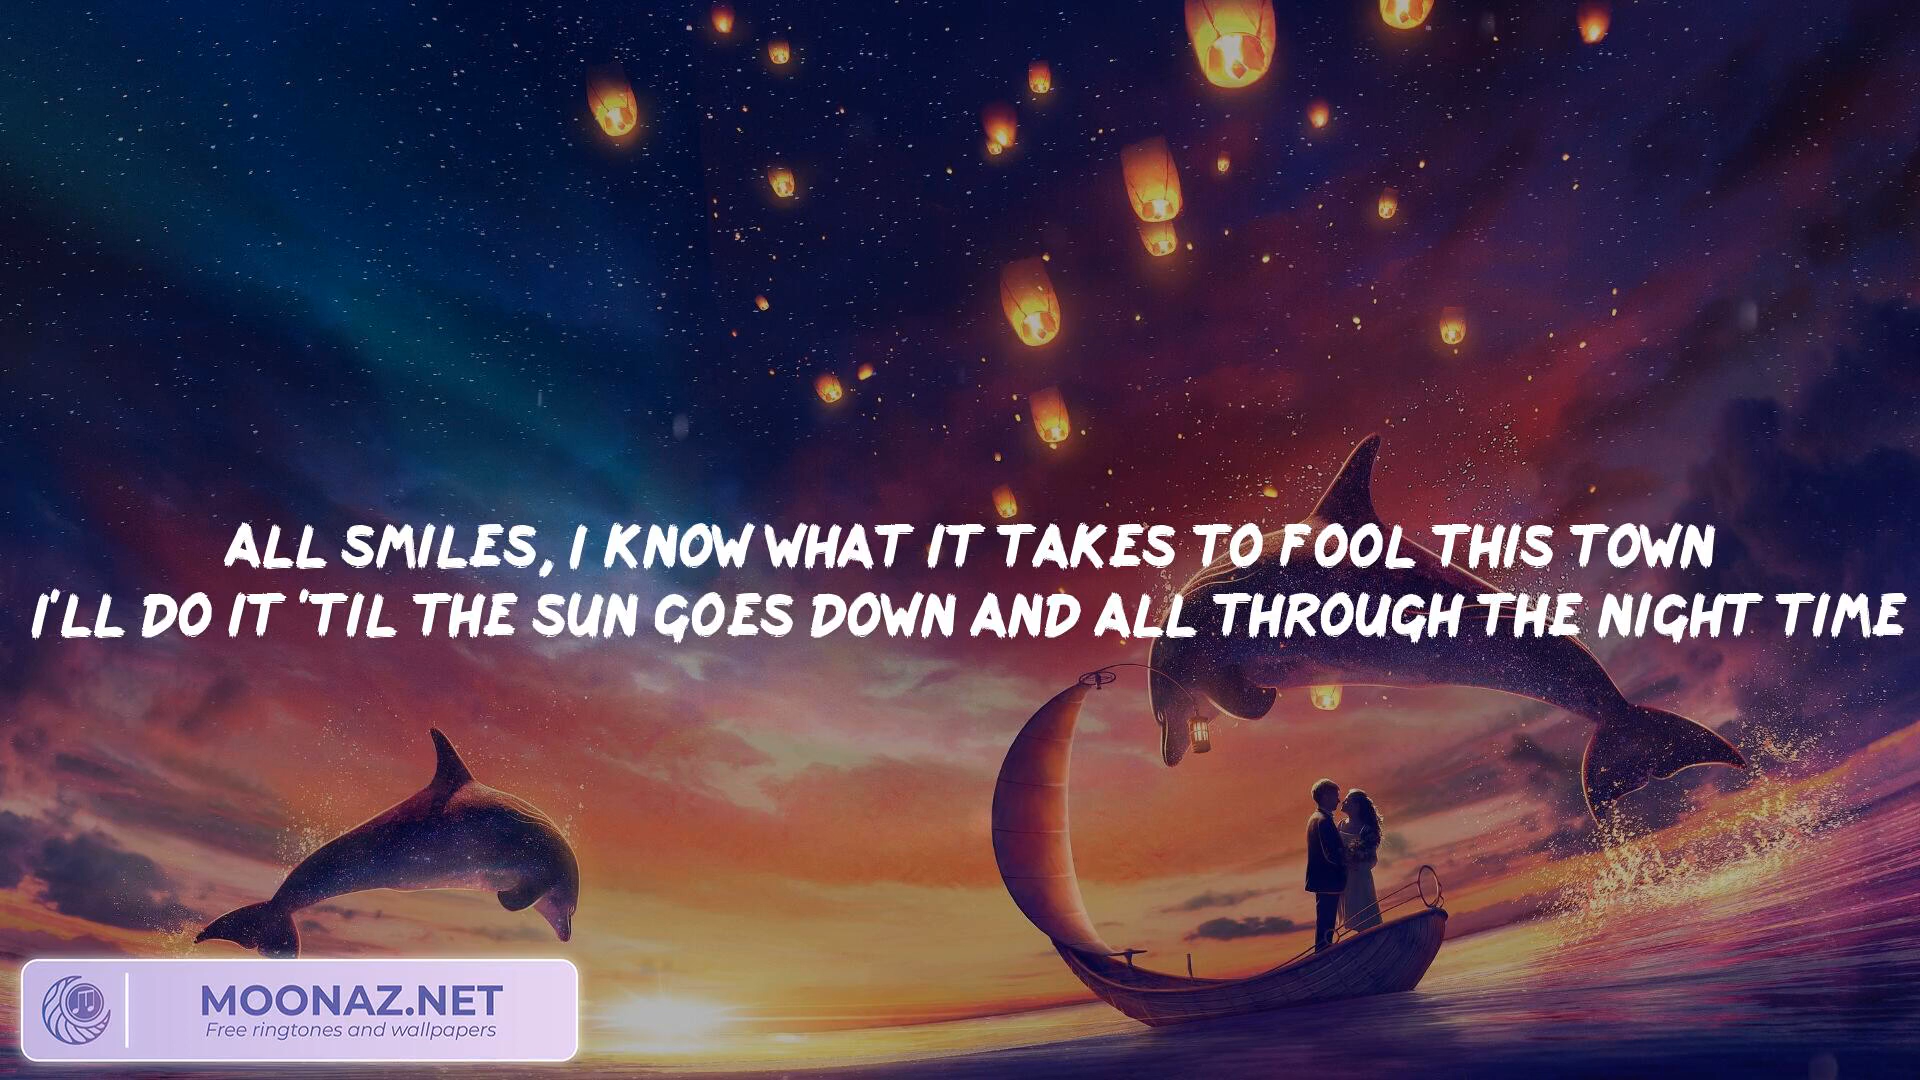 ALL SMILES, I KNOW WHAT IT TAKES TO FOOL THIS TOWN
I'LL DO IT 'TIL THE SUN GOES DOWN AND ALL THROUGH THE NIGHT TIME
MOONAZ.NET
Free ringtones and wallpapers